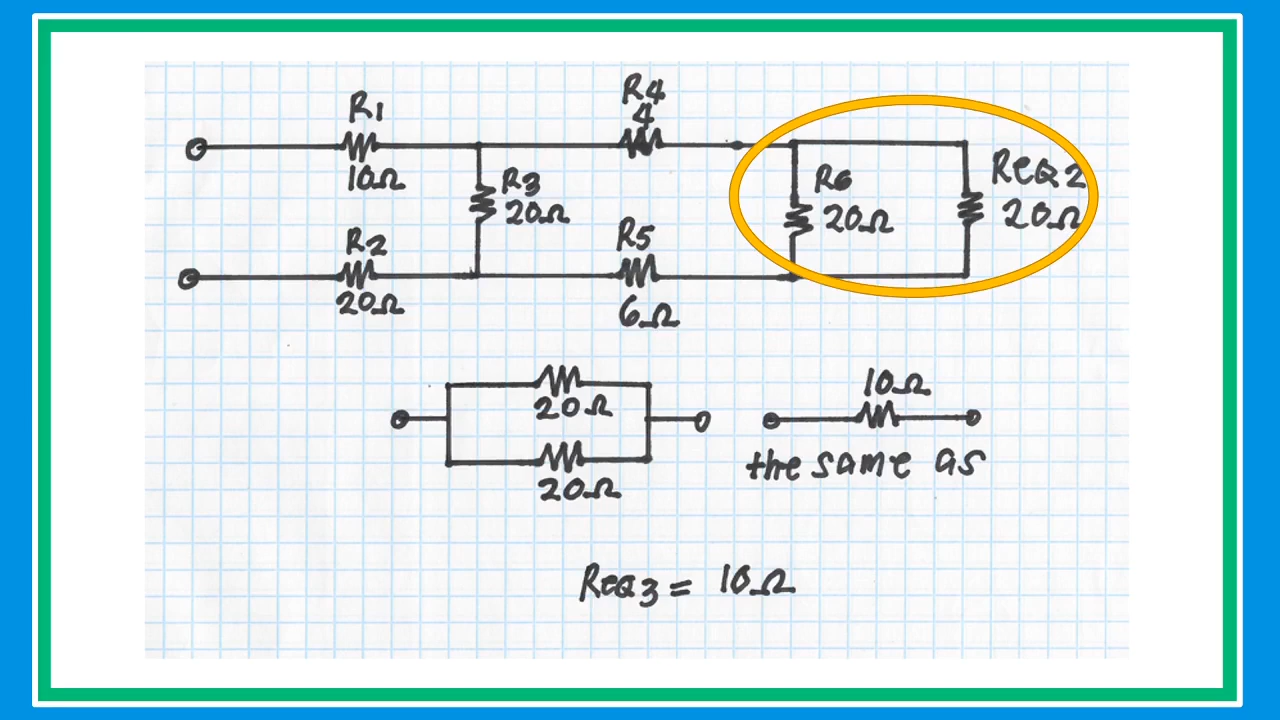 R1
10Ω
R4
4
R3
20Ω
R6
20Ω
Req2
20Ω
R2
20Ω
R5
6Ω
20Ω
20Ω
10Ω
the same as
Req3 = 10Ω